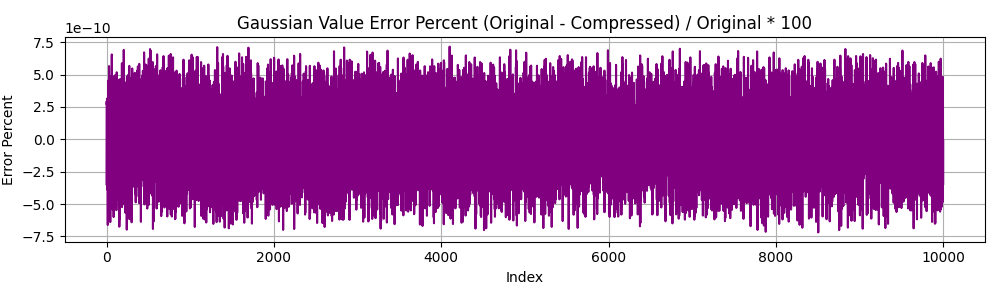 Gaussian Value Error Percent (Original - Compressed) / Original * 100
1e−10
7.5
5.0
2.5
0.0
−2.5
−5.0
−7.5
Error Percent
0 2000 4000 6000 8000 10000
Index